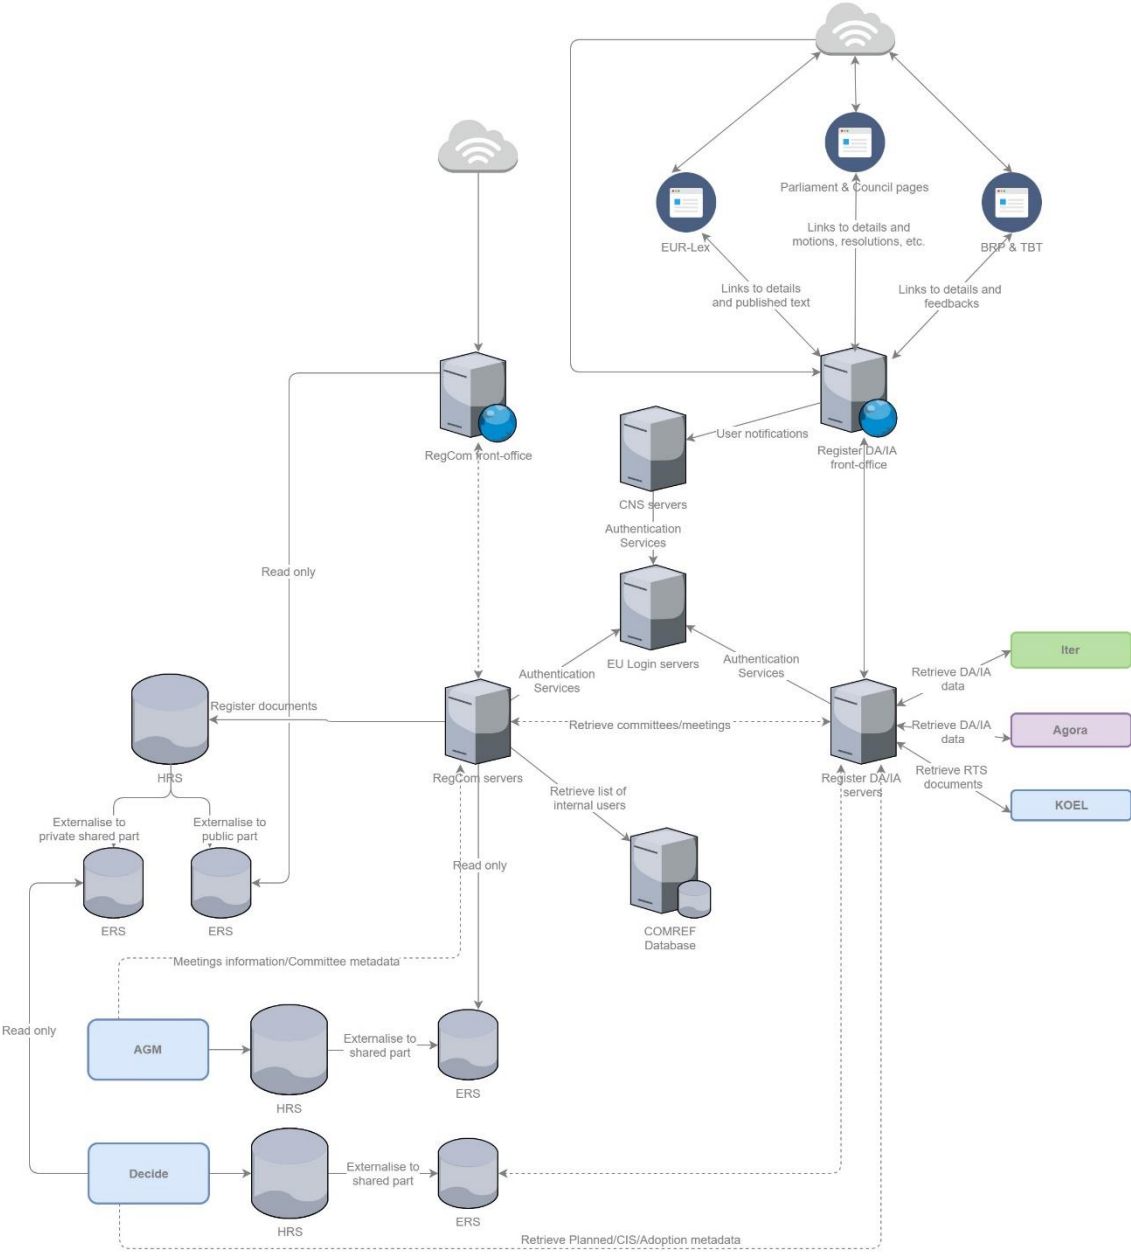 Parliament & Council pages
EUR-Lex
Links to details and
motions, resolutions, etc.
BRP & TBT
Links to details
and published text
Links to details and
feedbacks
RegCom front-office
User notifications
Register DA/IA
front-office
CNS servers
Authentication
Services
Read only
EU Login servers
Authentication
Services
Authentication
Services
Iter
Retrieve DA/IA
data
Register documents
Retrieve committees/meetings
Retrieve DA/IA
data
Agora
HRS
RegCom servers
Register DA/IA
servers
Retrieve RTS
documents
KOEL
Retrieve list of
internal users
Externalise to
private shared part
Externalise to
public part
Read only
ERS
ERS
COMREF
Database
Meetings information/Committee metadata
Read only
AGM
Externalise to
shared part
HRS
ERS
Decide
Externalise to
shared part
HRS
ERS
Retrieve Planned/CIS/Adoption metadata